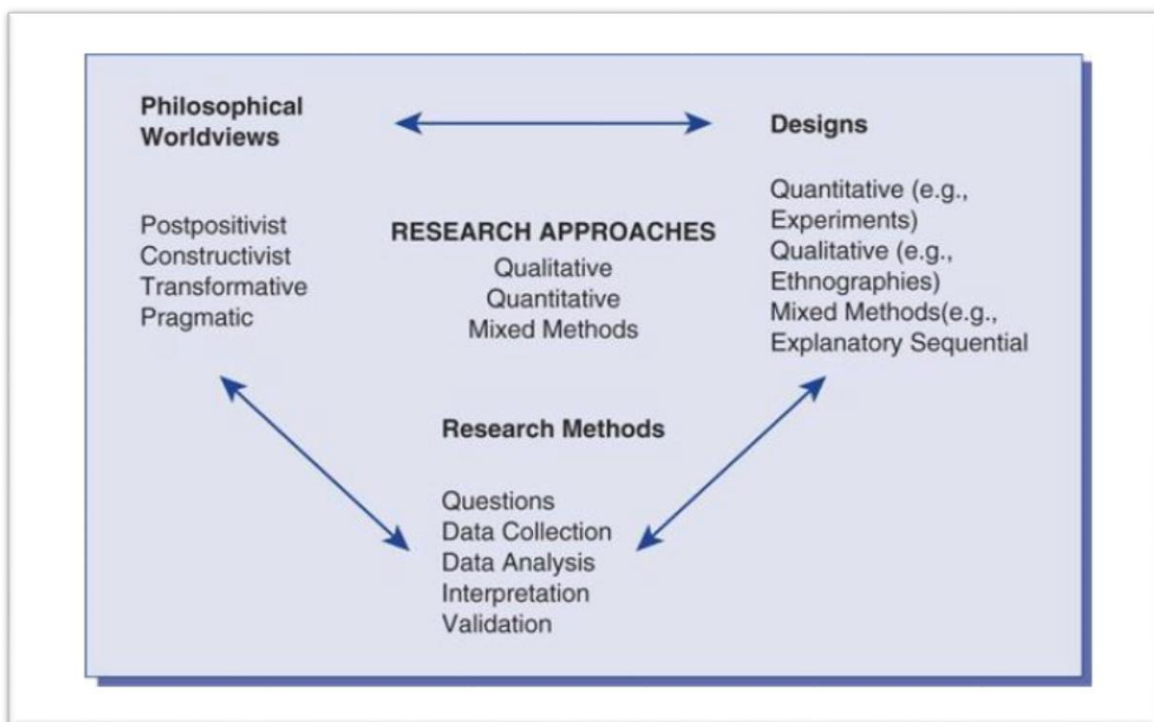 Philosophical
Worldviews
Postpositivist
Constructivist
Transformative
Pragmatic
RESEARCH APPROACHES
Qualitative
Quantitative
Mixed Methods
Designs
Quantitative (e.g.,
Experiments)
Qualitative (e.g.,
Ethnographies)
Mixed Methods(e.g.,
Explanatory Sequential
Research Methods
Questions
Data Collection
Data Analysis
Interpretation
Validation